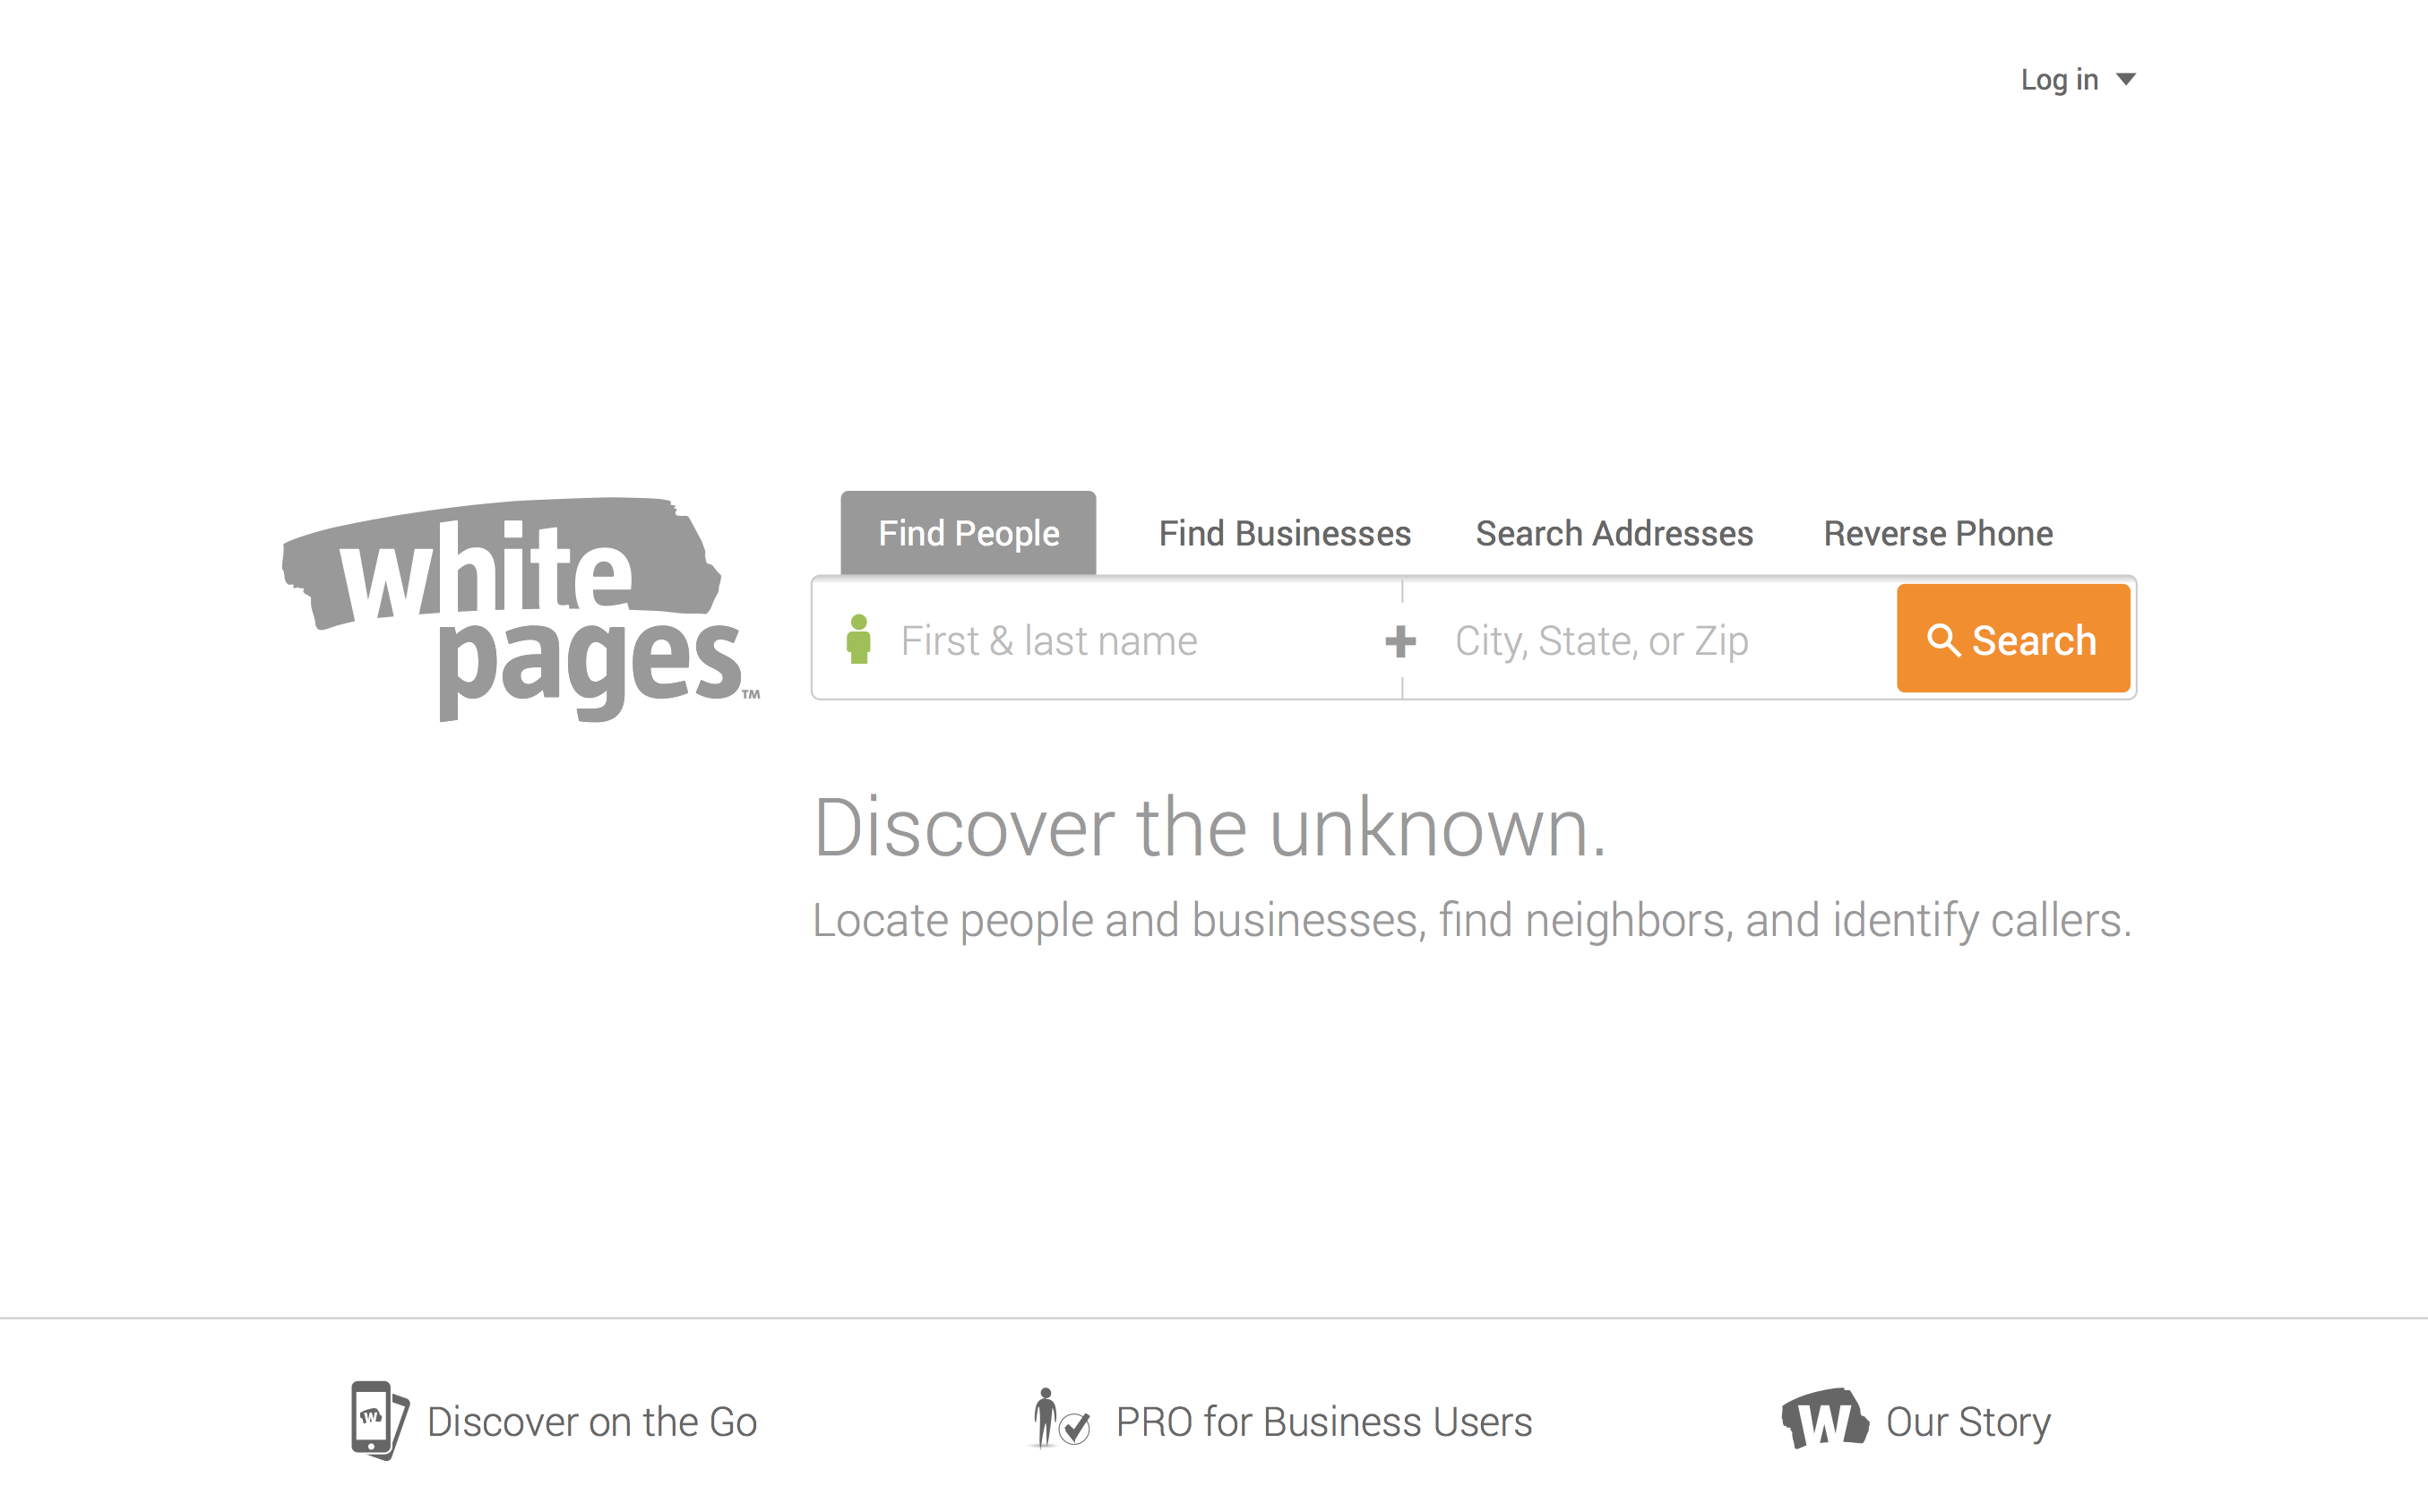 Log in
white
pages™
Find People Find Businesses Search Addresses Reverse Phone
First & last name City, State, or Zip Search
Discover the unknown.
Locate people and businesses, find neighbors, and identify callers.
W Discover on the Go PRO for Business Users W Our Story